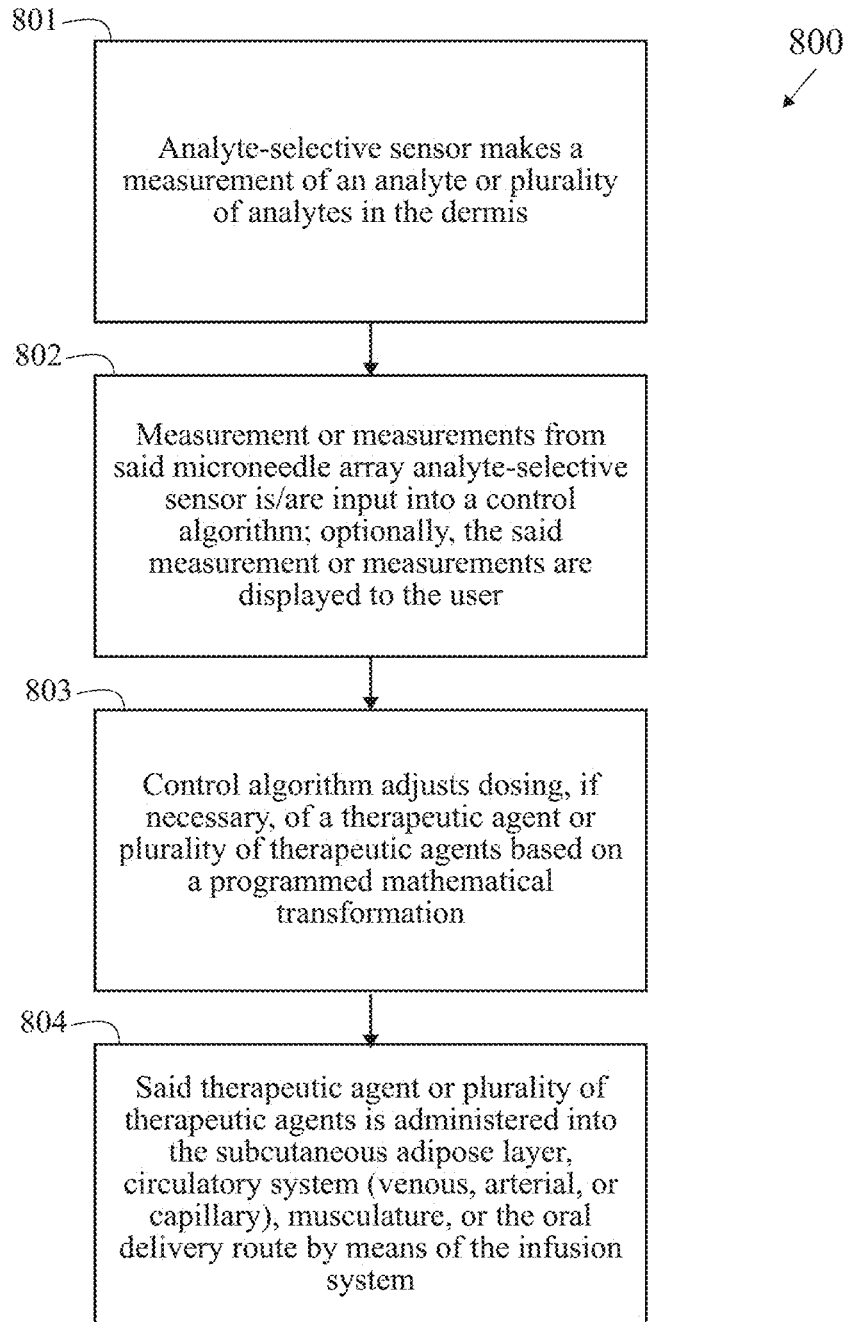 801
800
Analyte-selective sensor makes a
measurement of an analyte or plurality
of analytes in the dermis
802
Measurement or measurements from
said microneedle array analyte-selective
sensor is/are input into a control
algorithm; optionally, the said
measurement or measurements are
displayed to the user
803
Control algorithm adjusts dosing, if
necessary, of a therapeutic agent or
plurality of therapeutic agents based on
a programmed mathematical
transformation
804
Said therapeutic agent or plurality of
therapeutic agents is administered into
the subcutaneous adipose layer,
circulatory system (venous, arterial, or
capillary), musculature, or the oral
delivery route by means of the infusion
system